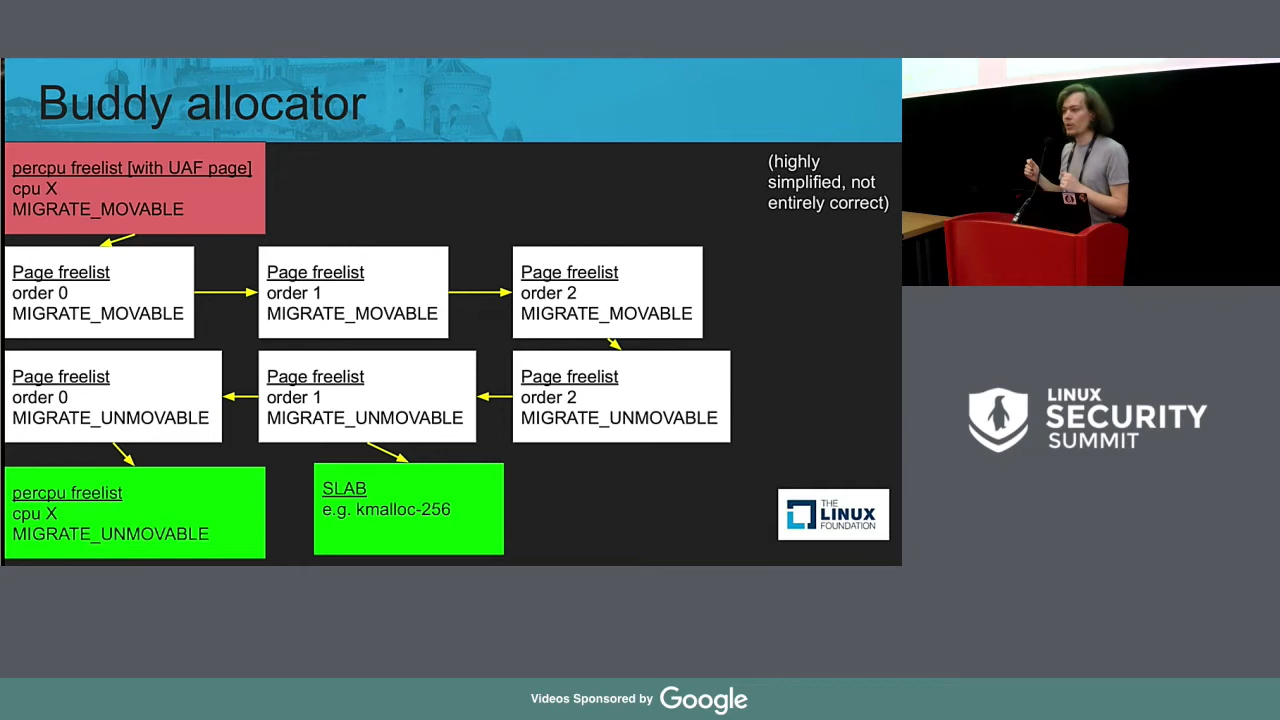 Buddy allocator
percpu freelist [with UAF page]
cpu X
MIGRATE_MOVABLE
(highly
simplified, not
entirely correct)
Page freelist
order 0
MIGRATE_MOVABLE
Page freelist
order 1
MIGRATE_MOVABLE
Page freelist
order 2
MIGRATE_MOVABLE
Page freelist
order 0
MIGRATE_UNMOVABLE
Page freelist
order 1
MIGRATE_UNMOVABLE
Page freelist
order 2
MIGRATE_UNMOVABLE
percpu freelist
cpu X
MIGRATE_UNMOVABLE
SLAB
e.g. kmalloc-256
THE
LINUX
FOUNDATION
LINUX
SECURITY
SUMMIT
Videos Sponsored by Google